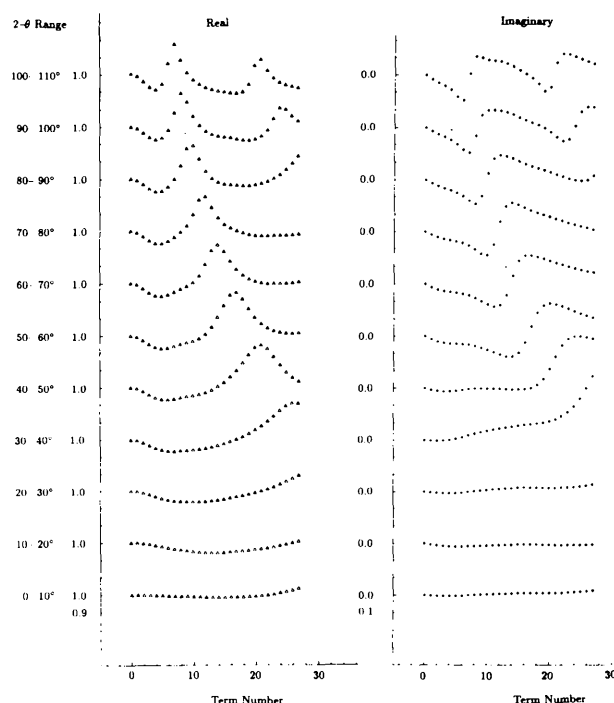 2-θ Range Real Imaginary
100- 110° 1.0 0.0
90 100° 1.0 0.0
80- 90° 1.0 0.0
70 80° 1.0 0.0
60- 70° 1.0 0.0
50- 60° 1.0 0.0
40 50° 1.0 0.0
30 40° 1.0 0.0
20 30° 1.0 0.0
10 20° 1.0 0.0
0 10° 1.0 0.0
0.9 0 1
0 10 20 30 0 10 20 30
Term Number Term Number